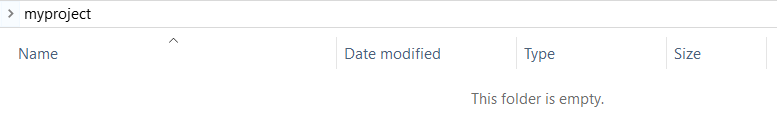 myproject
Name Date modified Type Size
This folder is empty.